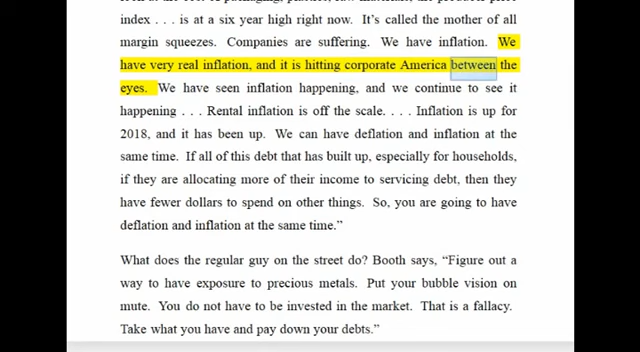 index . . . is at a six year high right now. It's called the mother of all
margin squeezes. Companies are suffering. We have inflation. We
have very real inflation, and it is hitting corporate America between the
eyes. We have seen inflation happening, and we continue to see it
happening . . . Rental inflation is off the scale. . . . Inflation is up for
2018, and it has been up. We can have deflation and inflation at the
same time. If all of this debt that has built up, especially for households,
if they are allocating more of their income to servicing debt, then they
have fewer dollars to spend on other things. So, you are going to have
deflation and inflation at the same time.”
What does the regular guy on the street do? Booth says, “Figure out a
way to have exposure to precious metals. Put your bubble vision on
mute. You do not have to be invested in the market. That is a fallacy.
Take what you have and pay down your debts.”